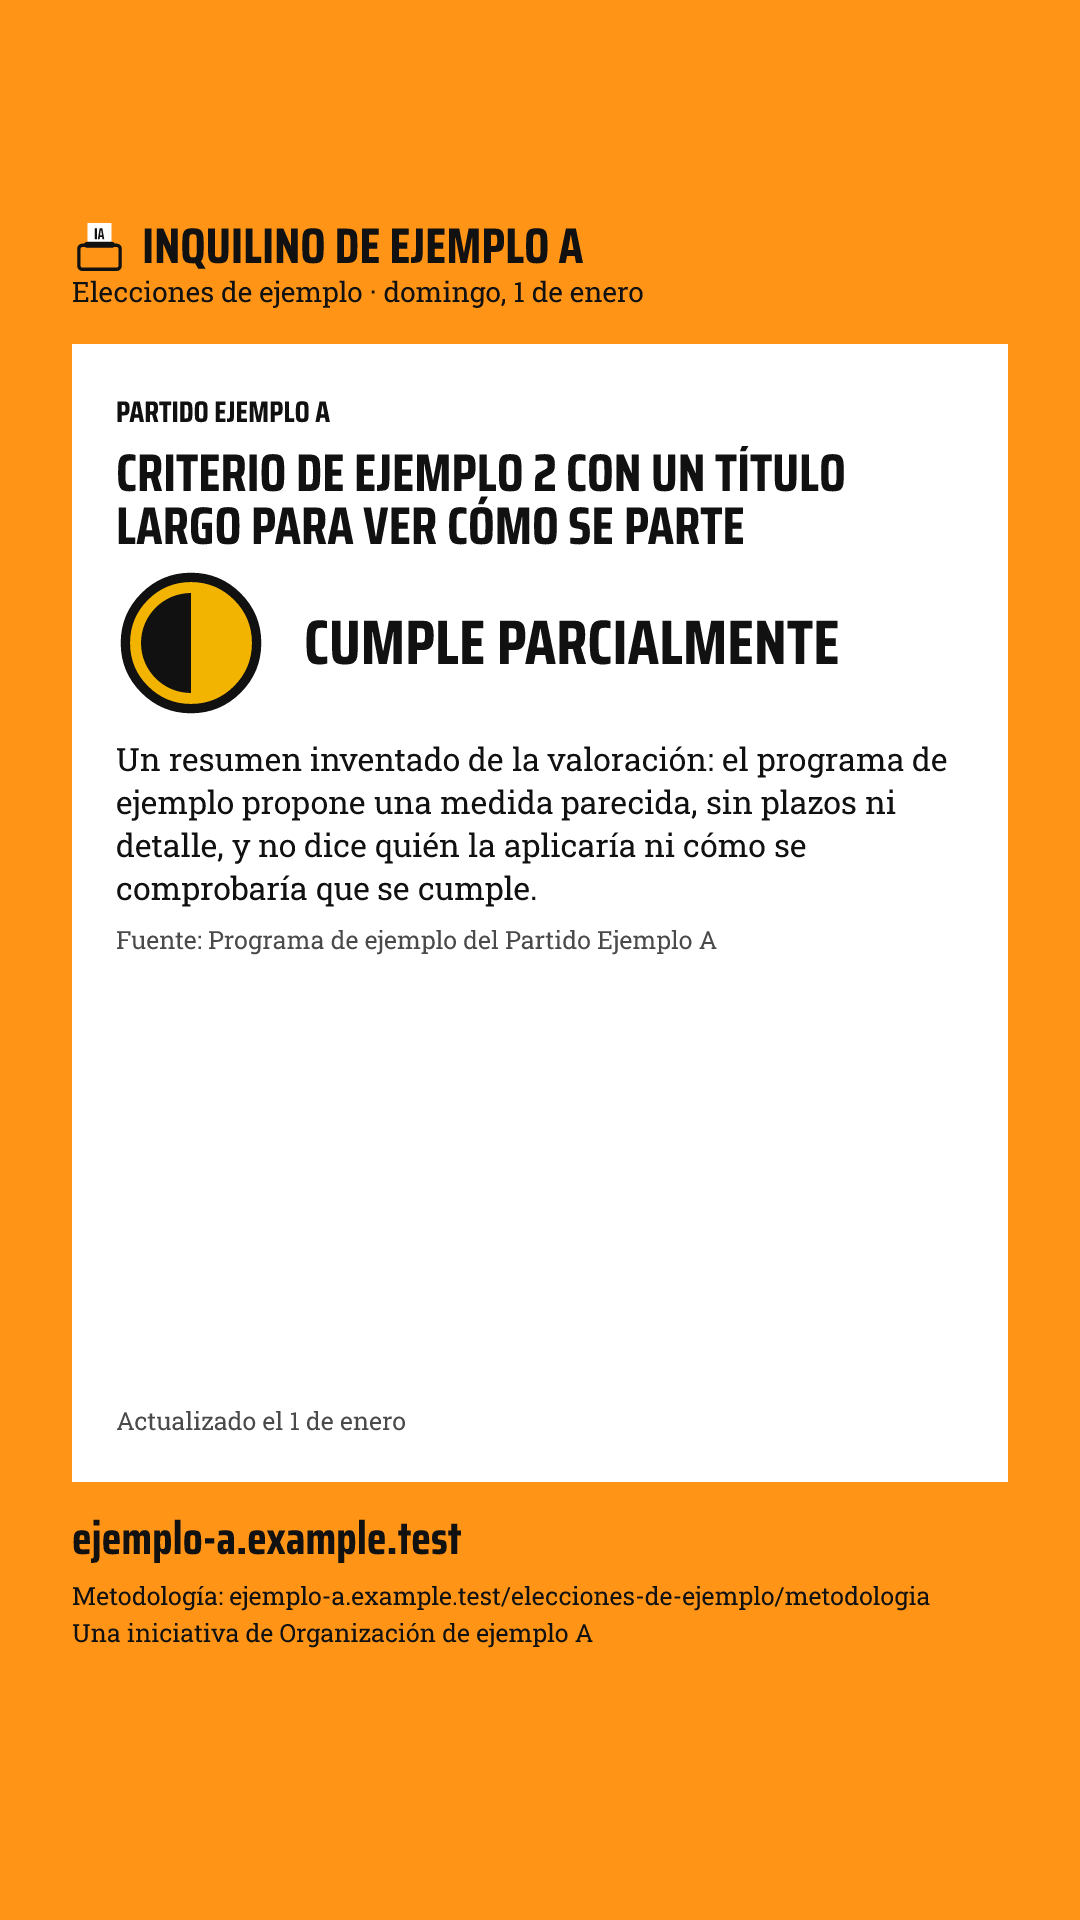 IA
INQUILINO DE EJEMPLO A
Elecciones de ejemplo · domingo, 1 de enero
PARTIDO EJEMPLO A
CRITERIO DE EJEMPLO 2 CON UN TÍTULO
LARGO PARA VER CÓMO SE PARTE
CUMPLE PARCIALMENTE
Un resumen inventado de la valoración: el programa de
ejemplo propone una medida parecida, sin plazos ni
detalle, y no dice quién la aplicaría ni cómo se
comprobaría que se cumple.
Fuente: Programa de ejemplo del Partido Ejemplo A
Actualizado el 1 de enero
ejemplo-a.example.test
Metodología: ejemplo-a.example.test/elecciones-de-ejemplo/metodologia
Una iniciativa de Organización de ejemplo A